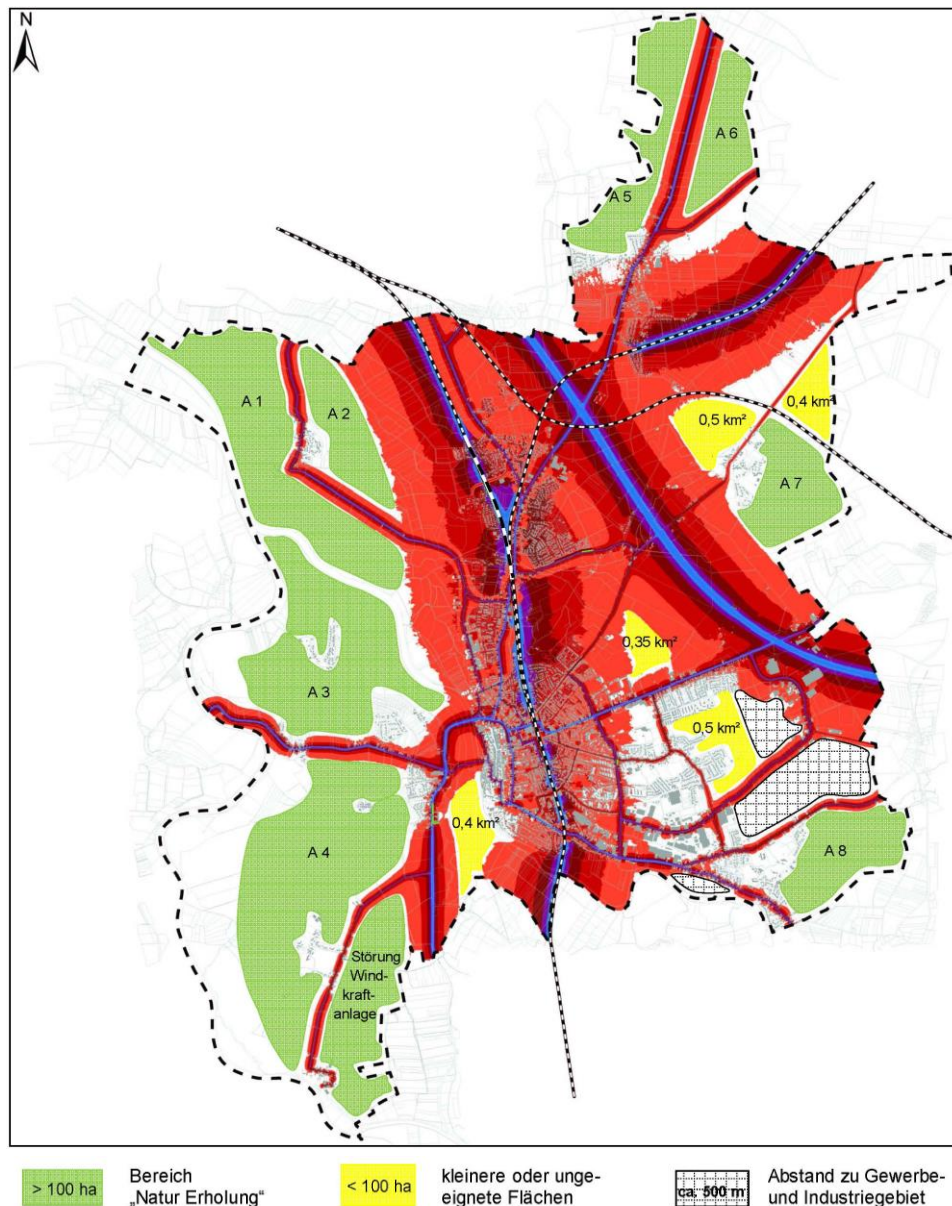 N
A 6
A 5
A 1
A 2
0,4 km²
0,5 km²
A 7
0,35 km²
A 3
0,5 km²
0,4 km²
A 4
A 8
Störung
Wind-
kraft-
anlage
> 100 ha
Bereich
„Natur Erholung“
< 100 ha
kleinere oder unge-
eignete Flächen
ca. 500 m
Abstand zu Gewerbe-
und Industriegebiet